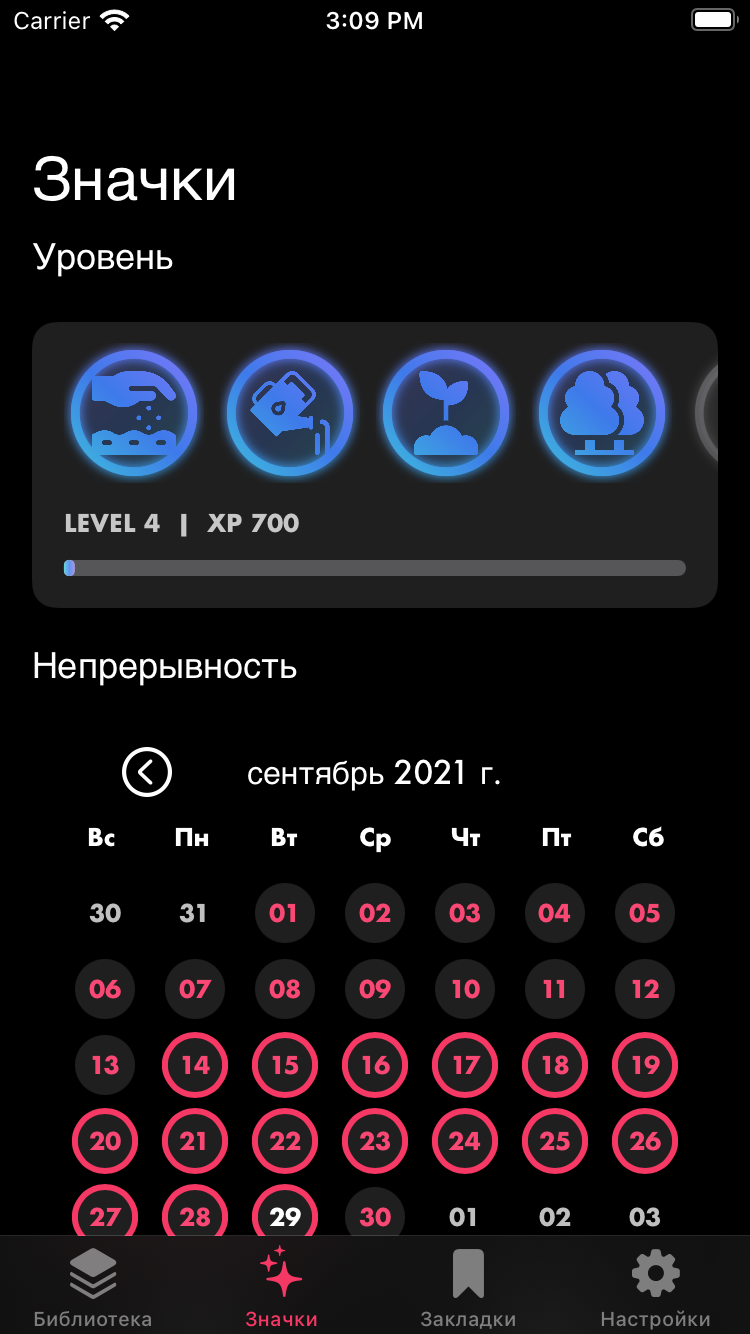 Carrier 3:09 PM
Значки
Уровень
LEVEL 4 | XP 700
Непрерывность
сентябрь 2021 г.
Вс Пн Вт Ср Чт Пт Сб
30 31 01 02 03 04 05
06 07 08 09 10 11 12
13 14 15 16 17 18 19
20 21 22 23 24 25 26
27 28 29 30 01 02 03
Библиотека Значки Закладки Настройки